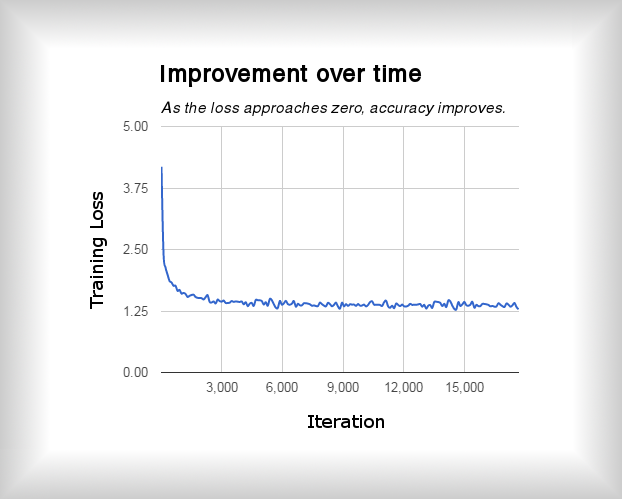 Improvement over time
As the loss approaches zero, accuracy improves.
5.00
3.75
2.50
1.25
0.00
Training Loss
3,000 6,000 9,000 12,000 15,000
Iteration